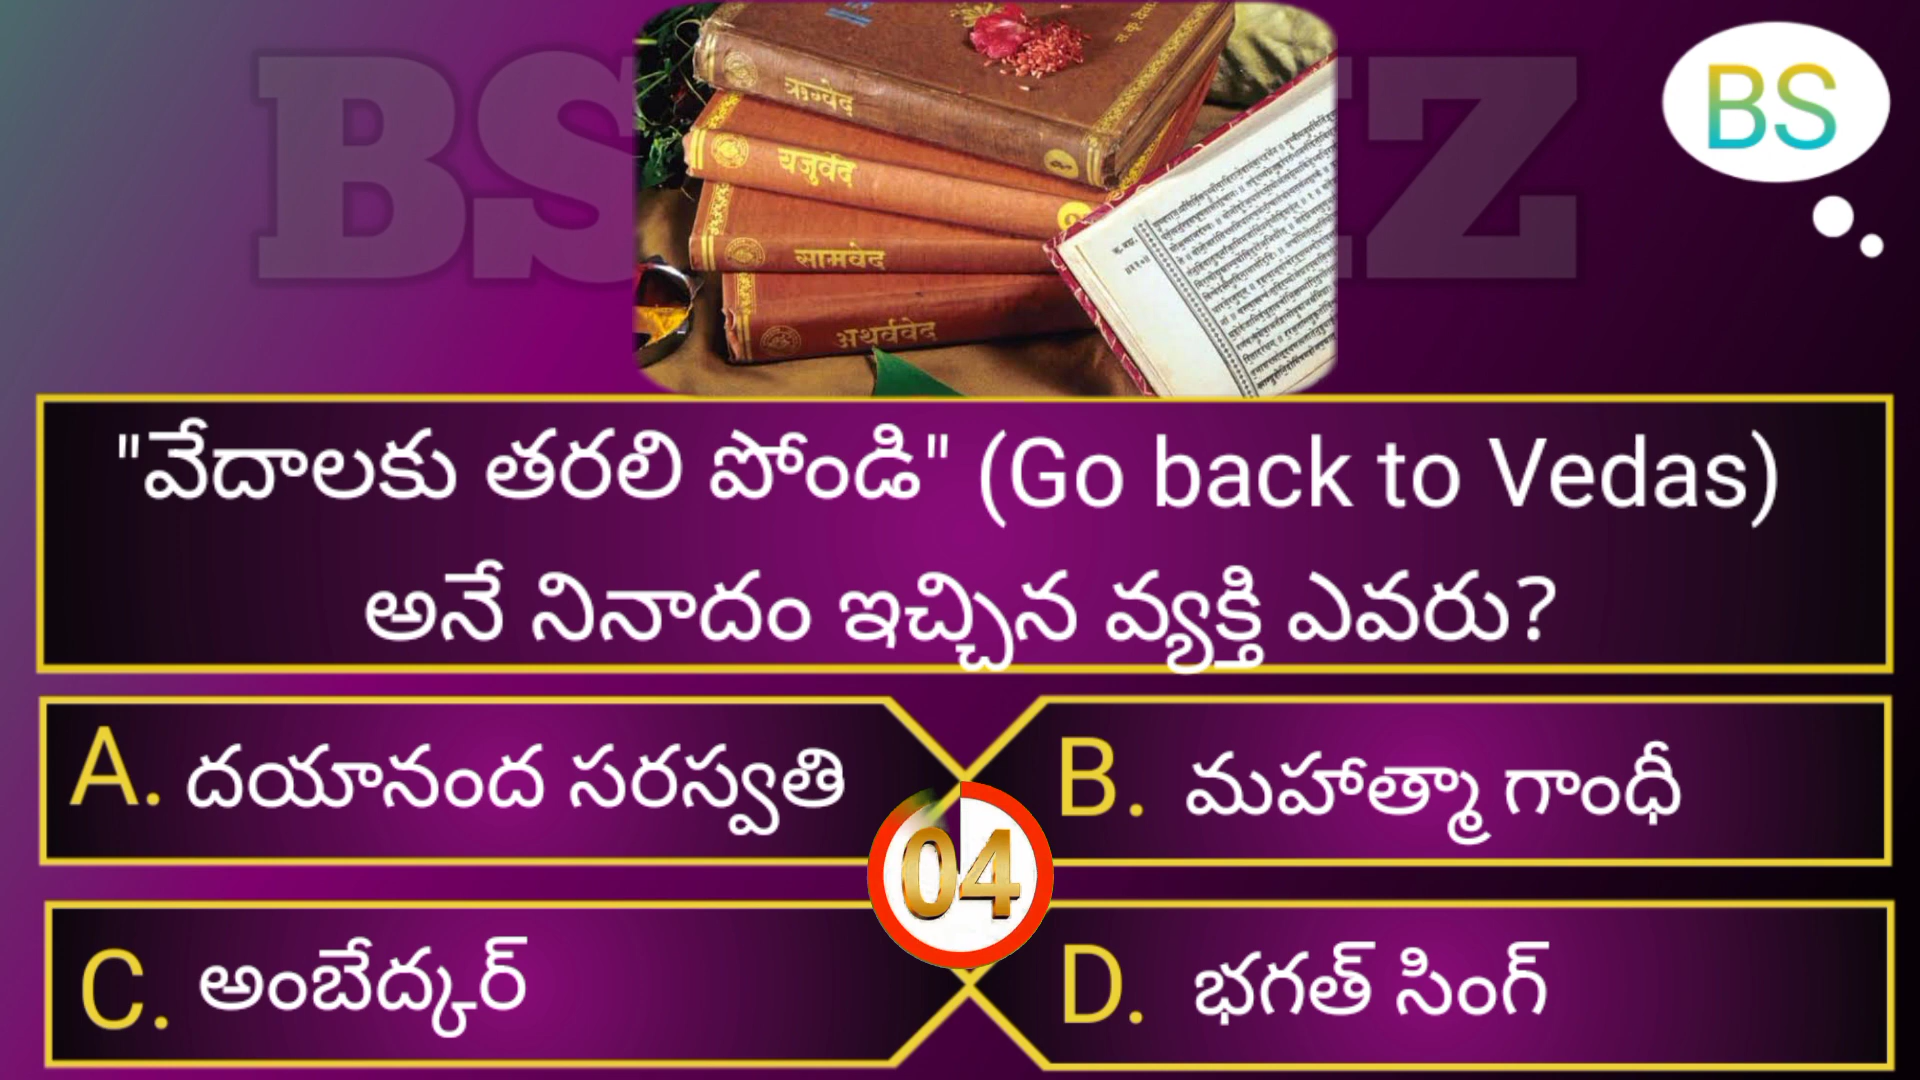 BS
ऋग्वेद
यजुर्वेद
सामवेद
अथर्ववेद
BS
"వేదాలకు తరలి పోండి" (Go back to Vedas)
అనే నినాదం ఇచ్చిన వ్యక్తి ఎవరు?
A. దయానంద సరస్వతి
B. మహాత్మా గాంధీ
04
C. అంబేద్కర్
D. భగత్ సింగ్